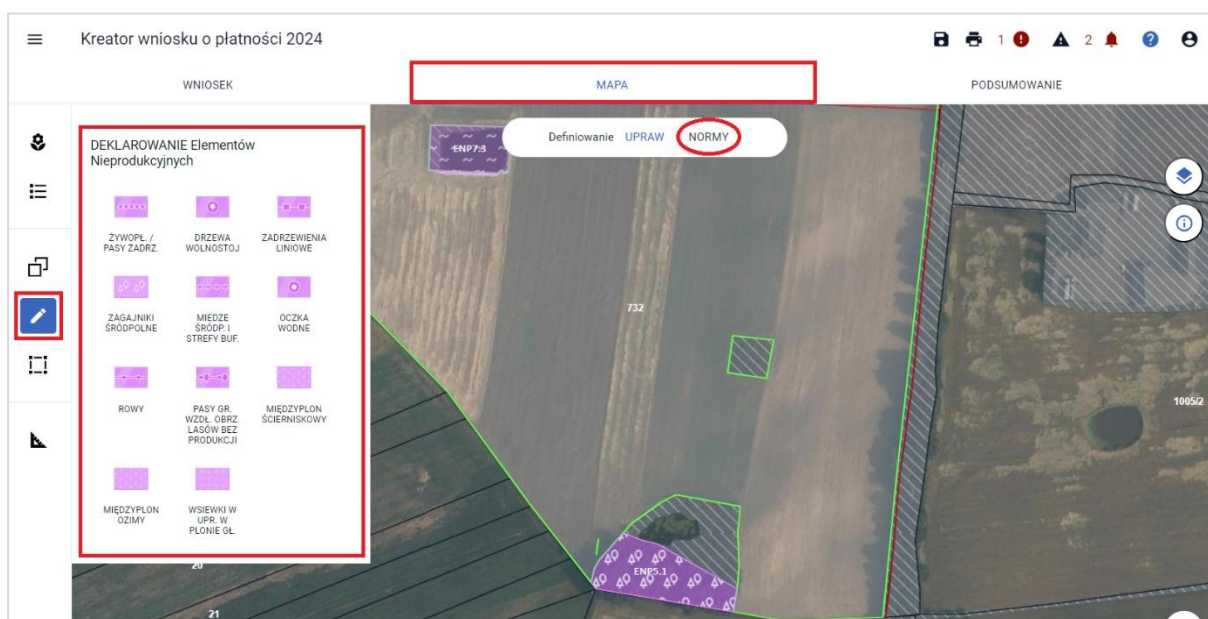 Kreator wniosku o płatności 2024
1
2
WNIOSEK
MAPA
PODSUMOWANIE
DEKLAROWANIE Elementów
Nieprodukcyjnych
ŻYWOPŁ. /
PASY ZADRZ.
DRZEWA
WOLNOSTOJ
ZADRZEWIENIA
LINIOWE
ZAGAJNIKI
ŚRÓDPOLNE
MIEDZE
ŚRÓDP. I
STREFY BUF.
OCZKA
WODNE
ROWY
PASY GR.
WZDŁ. OBRZ.
LASÓW BEZ
PRODUKCJI
MIĘDZYPLON
ŚCIERNISKOWY
MIĘDZYPLON
OZIMY
WSIEWKI W
UPR. W
PLONIE GŁ.
Definiowanie UPRAW NORMY
ENP7.3
732
1005/2
ENP5.1
20
21